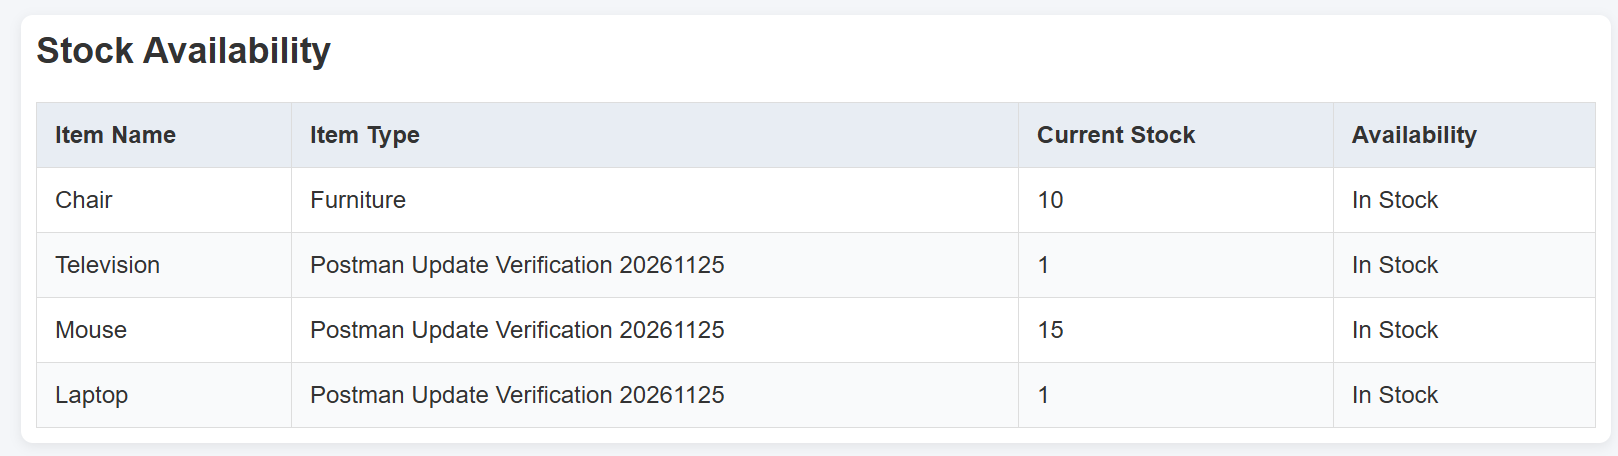 Stock Availability
Item Name Item Type Current Stock Availability
Chair Furniture 10 In Stock
Television Postman Update Verification 20261125 1 In Stock
Mouse Postman Update Verification 20261125 15 In Stock
Laptop Postman Update Verification 20261125 1 In Stock